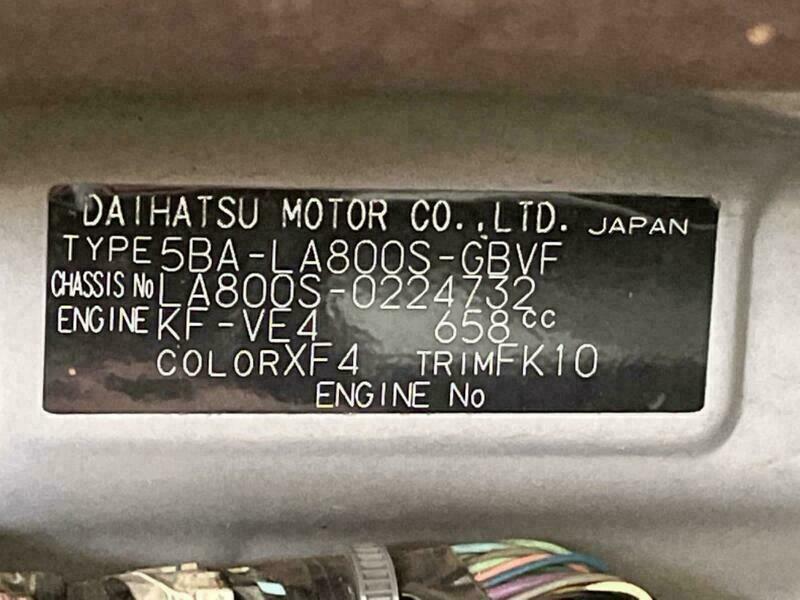 DAIHATSU MOTOR CO.,LTD. JAPAN
TYPE 5BA-LA800S-GBVF
CHASSIS No LA800S-0224732
ENGINE KF-VE4 658cc
COLOR XF4 TRIM FK10
ENGINE No